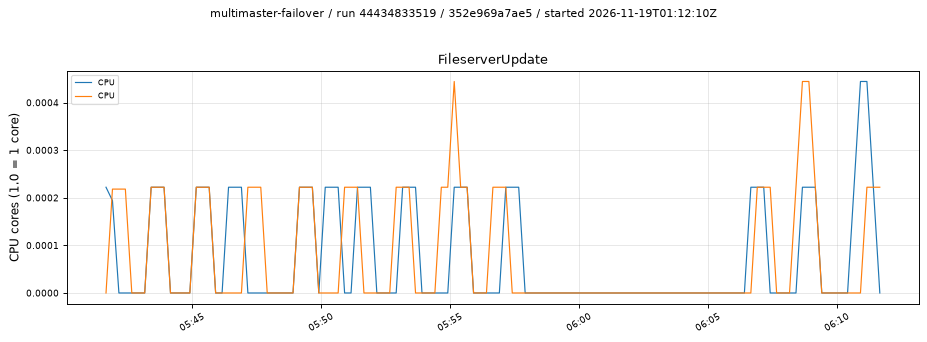 multimaster-failover / run 44434833519 / 352e969a7ae5 / started 2026-11-19T01:12:10Z
FileserverUpdate
CPU
CPU
CPU cores (1.0 = 1 core)
0.0004
0.0003
0.0002
0.0001
0.0000
05:45
05:50
05:55
06:00
06:05
06:10